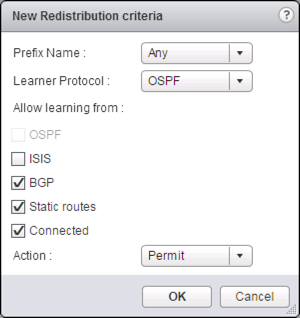 New Redistribution criteria ?
Prefix Name : Any
Learner Protocol : OSPF
Allow learning from :
OSPF
ISIS
BGP
Static routes
Connected
Action : Permit
OK Cancel